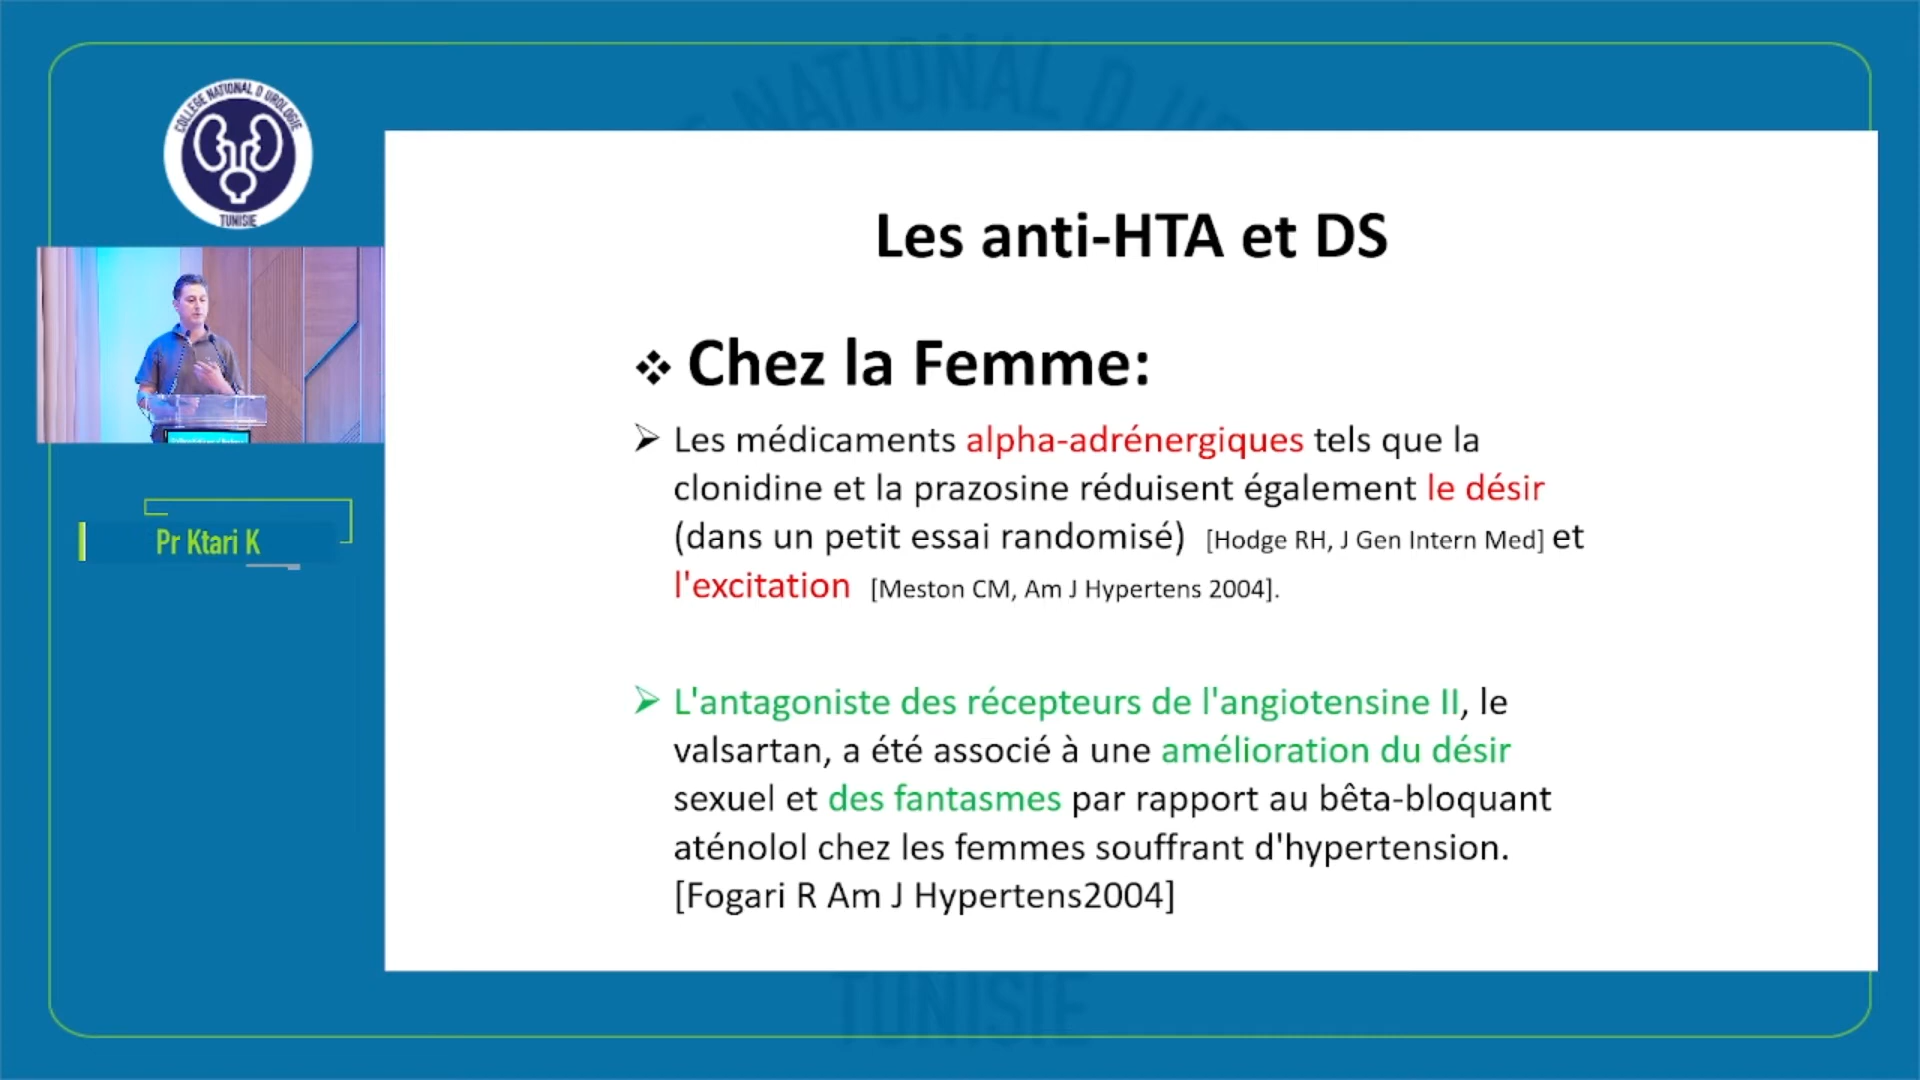 COLLEGE NATIONAL D UROLOGIE
TUNISIE
Les anti-HTA et DS
❖ Chez la Femme:
➢ Les médicaments alpha-adrénergiques tels que la
clonidine et la prazosine réduisent également le désir
(dans un petit essai randomisé) [Hodge RH, J Gen Intern Med] et
l'excitation [Meston CM, Am J Hypertens 2004].
➢ L'antagoniste des récepteurs de l'angiotensine II, le
valsartan, a été associé à une amélioration du désir
sexuel et des fantasmes par rapport au bêta-bloquant
aténolol chez les femmes souffrant d'hypertension.
[Fogari R Am J Hypertens2004]
Pr Ktari K
NATIONAL D
TUNISIE